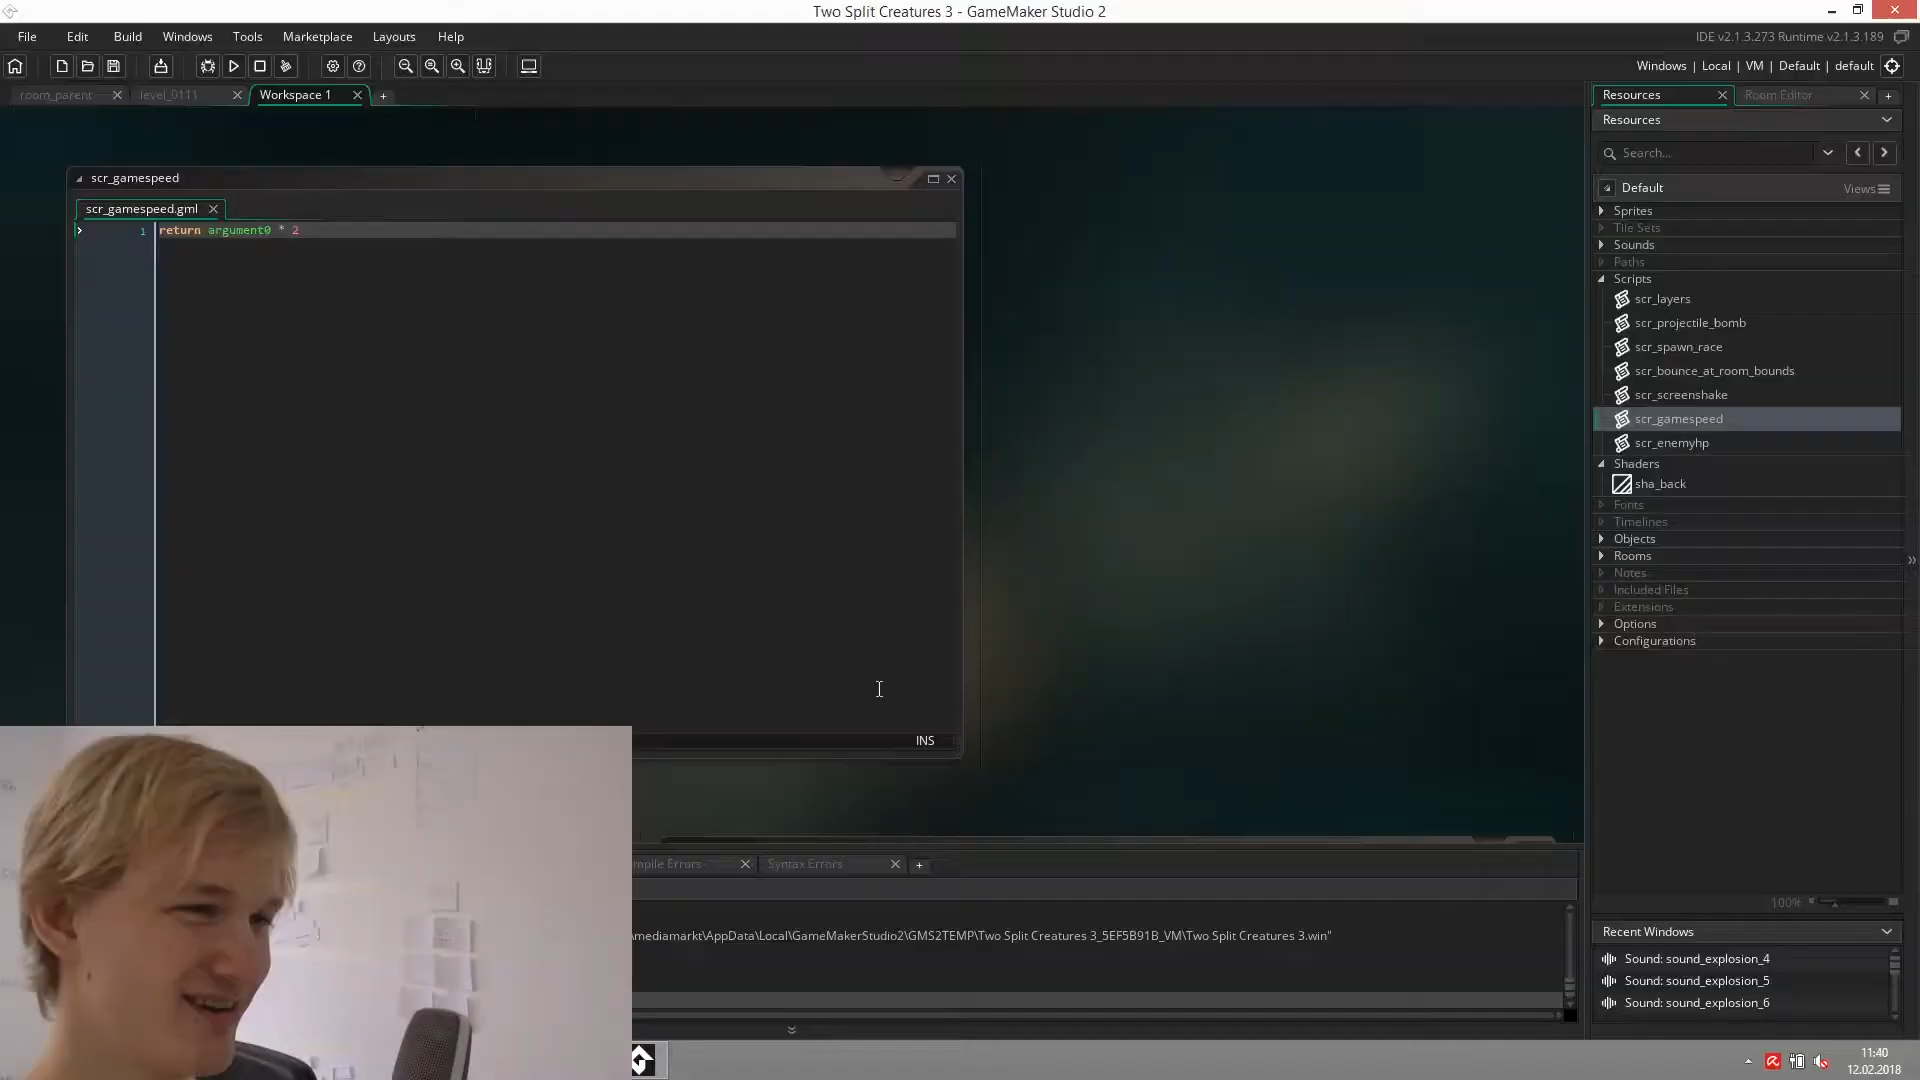 Two Split Creatures 3 - GameMaker Studio 2
File Edit Build Windows Tools Marketplace Layouts Help
IDE v2.1.3.273 Runtime v2.1.3.189
Windows | Local | VM | Default | default
room_parent
level_0111
Workspace 1
Resources
Room Editor
Resources
Search...
Default
Views
Sprites
Tile Sets
Sounds
Paths
Scripts
scr_layers
scr_projectile_bomb
scr_spawn_race
scr_bounce_at_room_bounds
scr_screenshake
scr_gamespeed
scr_enemyhp
Shaders
sha_back
Fonts
Timelines
Objects
Rooms
Notes
Included Files
Extensions
Options
Configurations
100%
scr_gamespeed
scr_gamespeed.gml
1 return argument0 * 2
INS
mpile Errors
Syntax Errors
\mediamarkt\AppData\Local\GameMakerStudio2\GMS2TEMP\Two Split Creatures 3_5EF5B91B_VM\Two Split Creatures 3.win"
Recent Windows
Sound: sound_explosion_4
Sound: sound_explosion_5
Sound: sound_explosion_6
11:40
12.02.2018